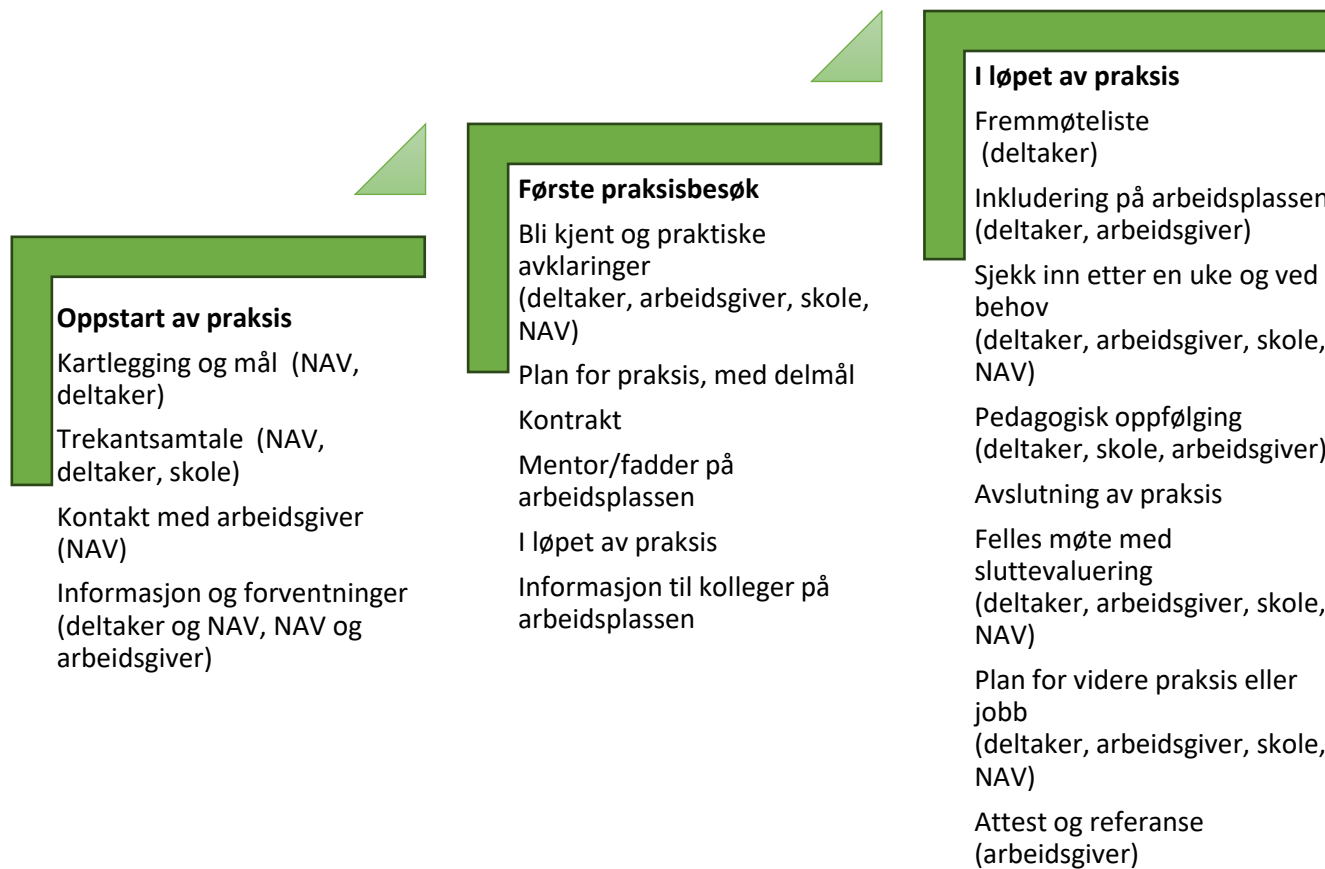 Oppstart av praksis
Kartlegging og mål (NAV,
deltaker)
Trekantsamtale (NAV,
deltaker, skole)
Kontakt med arbeidsgiver
(NAV)
Informasjon og forventninger
(deltaker og NAV, NAV og
arbeidsgiver)
Første praksisbesøk
Bli kjent og praktiske
avklaringer
(deltaker, arbeidsgiver, skole,
NAV)
Plan for praksis, med delmål
Kontrakt
Mentor/fadder på
arbeidsplassen
I løpet av praksis
Informasjon til kolleger på
arbeidsplassen
I løpet av praksis
Fremmøteliste
(deltaker)
Inkludering på arbeidsplassen
(deltaker, arbeidsgiver)
Sjekk inn etter en uke og ved
behov
(deltaker, arbeidsgiver, skole,
NAV)
Pedagogisk oppfølging
(deltaker, skole, arbeidsgiver)
Avslutning av praksis
Felles møte med
sluttevaluering
(deltaker, arbeidsgiver, skole,
NAV)
Plan for videre praksis eller
jobb
(deltaker, arbeidsgiver, skole,
NAV)
Attest og referanse
(arbeidsgiver)